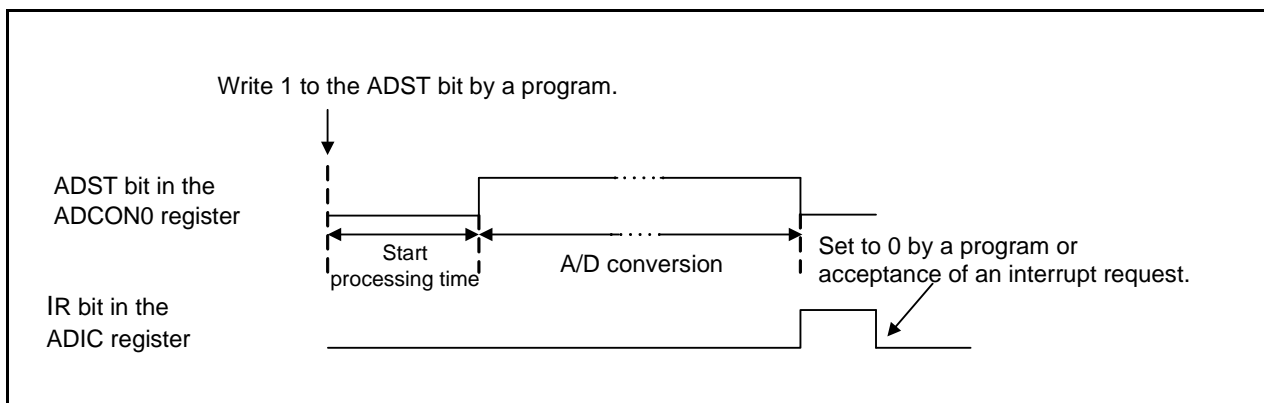 Write 1 to the ADST bit by a program.
ADST bit in the
ADCON0 register
Start
processing time
A/D conversion
Set to 0 by a program or
acceptance of an interrupt request.
IR bit in the
ADIC register